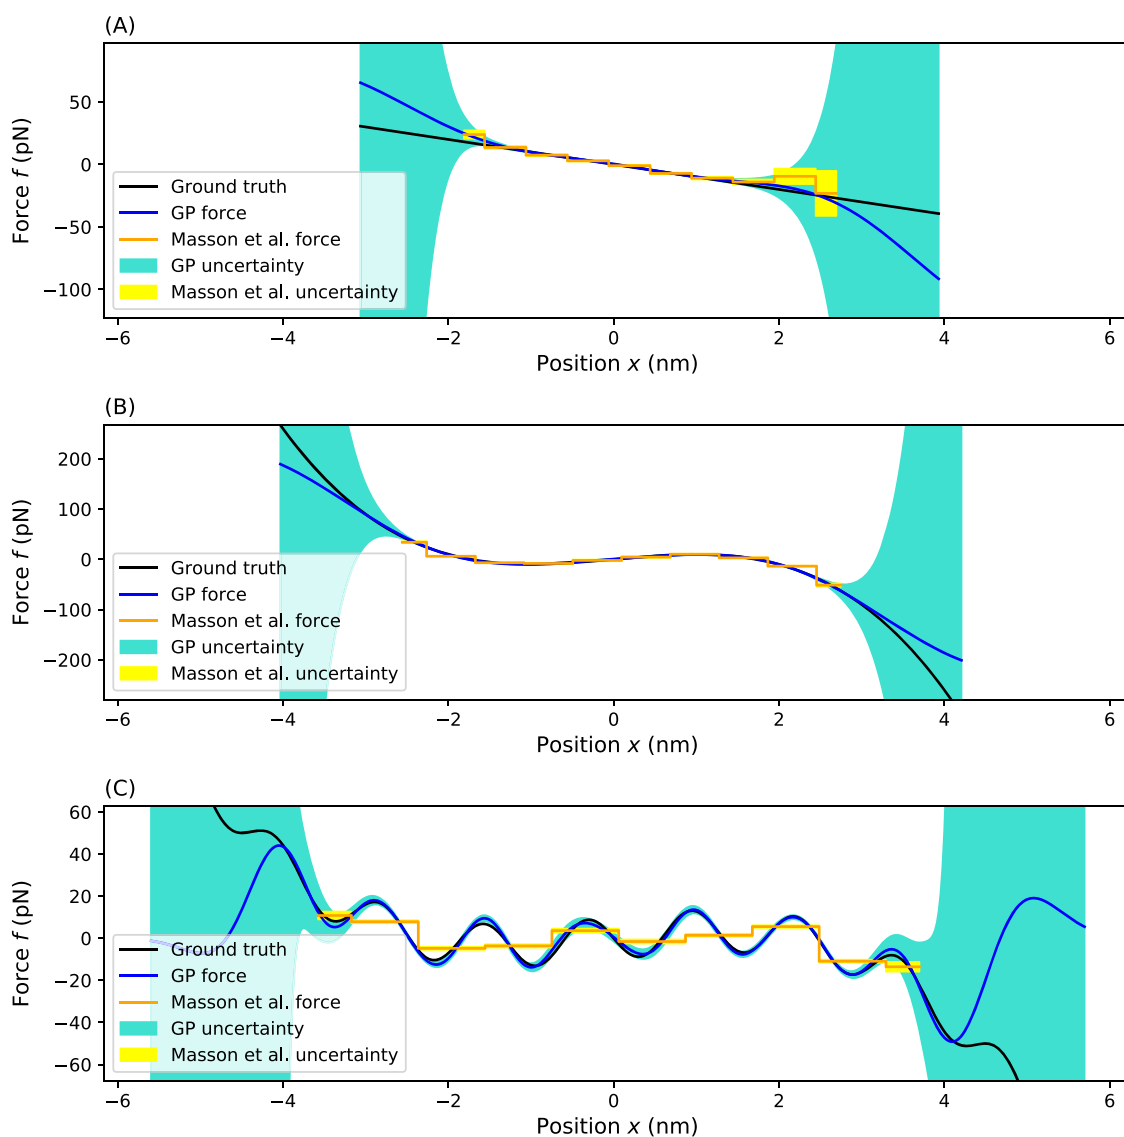 (A)
50
0
−50
−100
Force f (pN)
Ground truth
GP force
Masson et al. force
GP uncertainty
Masson et al. uncertainty
−6 −4 −2 0 2 4 6
Position x (nm)
(B)
200
100
0
−100
−200
Force f (pN)
Ground truth
GP force
Masson et al. force
GP uncertainty
Masson et al. uncertainty
−6 −4 −2 0 2 4 6
Position x (nm)
(C)
60
40
20
0
−20
−40
−60
Force f (pN)
Ground truth
GP force
Masson et al. force
GP uncertainty
Masson et al. uncertainty
−6 −4 −2 0 2 4 6
Position x (nm)